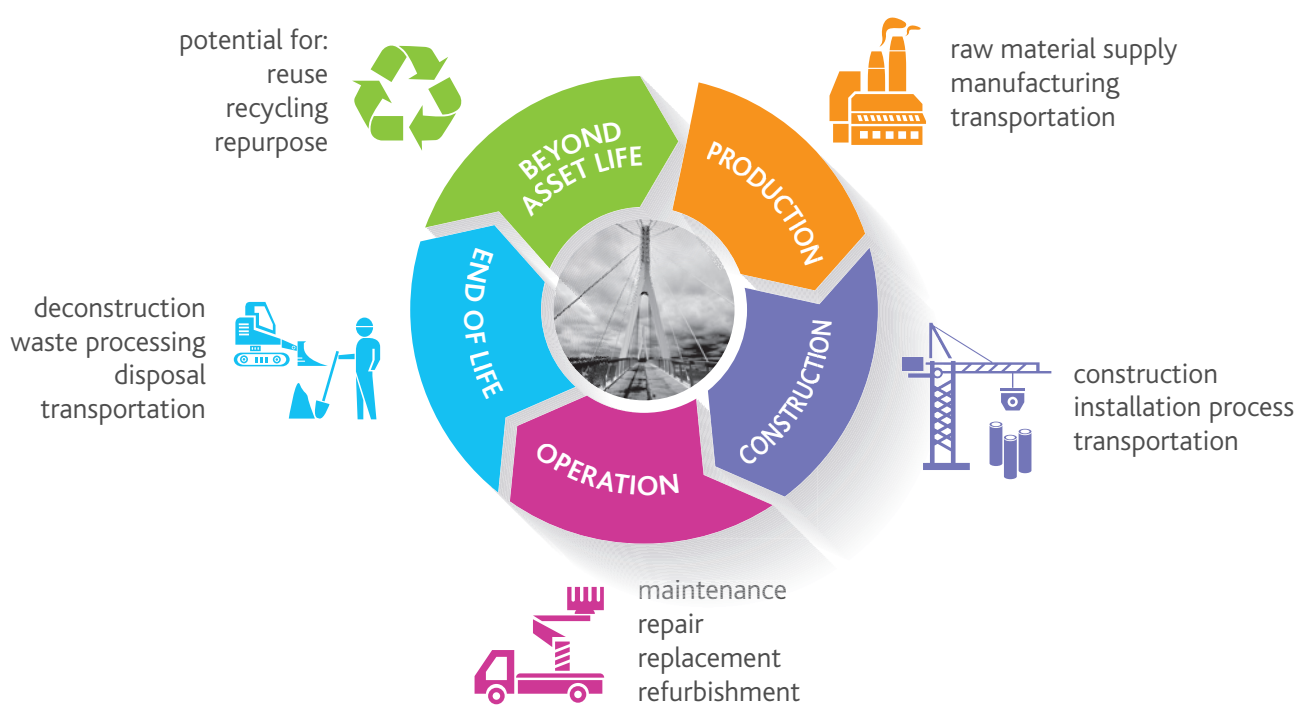 potential for:
reuse
recycling
repurpose
BEYOND
ASSET LIFE
PRODUCTION
raw material supply
manufacturing
transportation
END OF LIFE
deconstruction
waste processing
disposal
transportation
CONSTRUCTION
construction
installation process
transportation
OPERATION
maintenance
repair
replacement
refurbishment